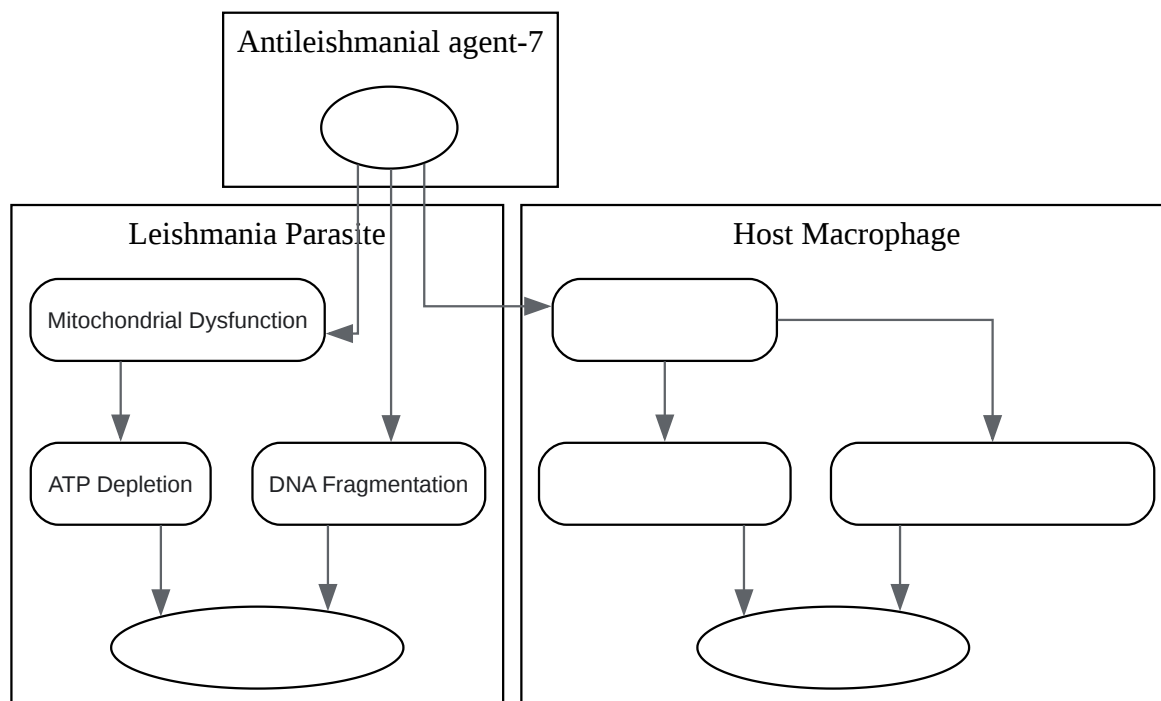 Antileishmanial agent-7
Leishmania Parasite
Host Macrophage
Mitochondrial Dysfunction
ATP Depletion
DNA Fragmentation